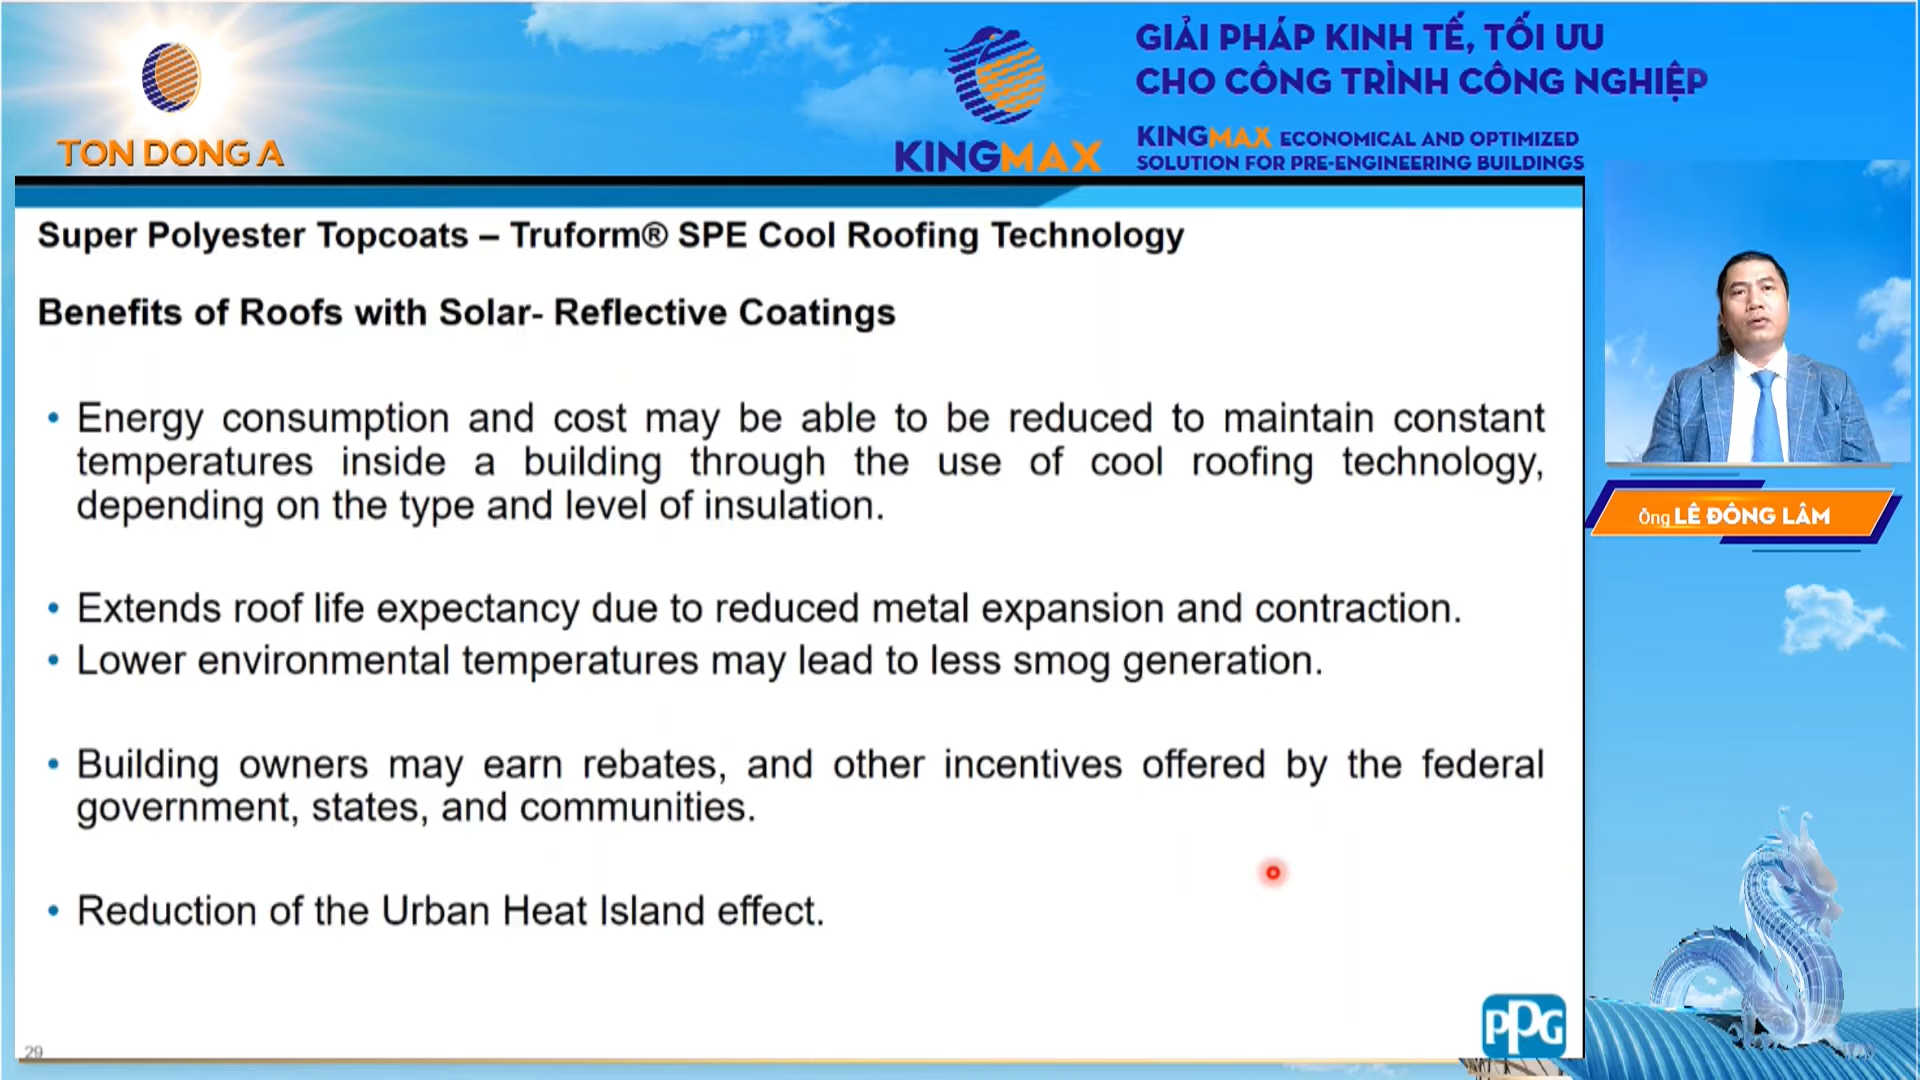 TON DONG A
KINGMAX
GIẢI PHÁP KINH TẾ, TỐI ƯU
CHO CÔNG TRÌNH CÔNG NGHIỆP
KINGMAX ECONOMICAL AND OPTIMIZED
SOLUTION FOR PRE-ENGINEERING BUILDINGS
Super Polyester Topcoats – Truform® SPE Cool Roofing Technology
Benefits of Roofs with Solar- Reflective Coatings
• Energy consumption and cost may be able to be reduced to maintain constant
temperatures inside a building through the use of cool roofing technology,
depending on the type and level of insulation.
• Extends roof life expectancy due to reduced metal expansion and contraction.
• Lower environmental temperatures may lead to less smog generation.
• Building owners may earn rebates, and other incentives offered by the federal
government, states, and communities.
• Reduction of the Urban Heat Island effect.
29
PPG
Ông LÊ ĐÔNG LÂM